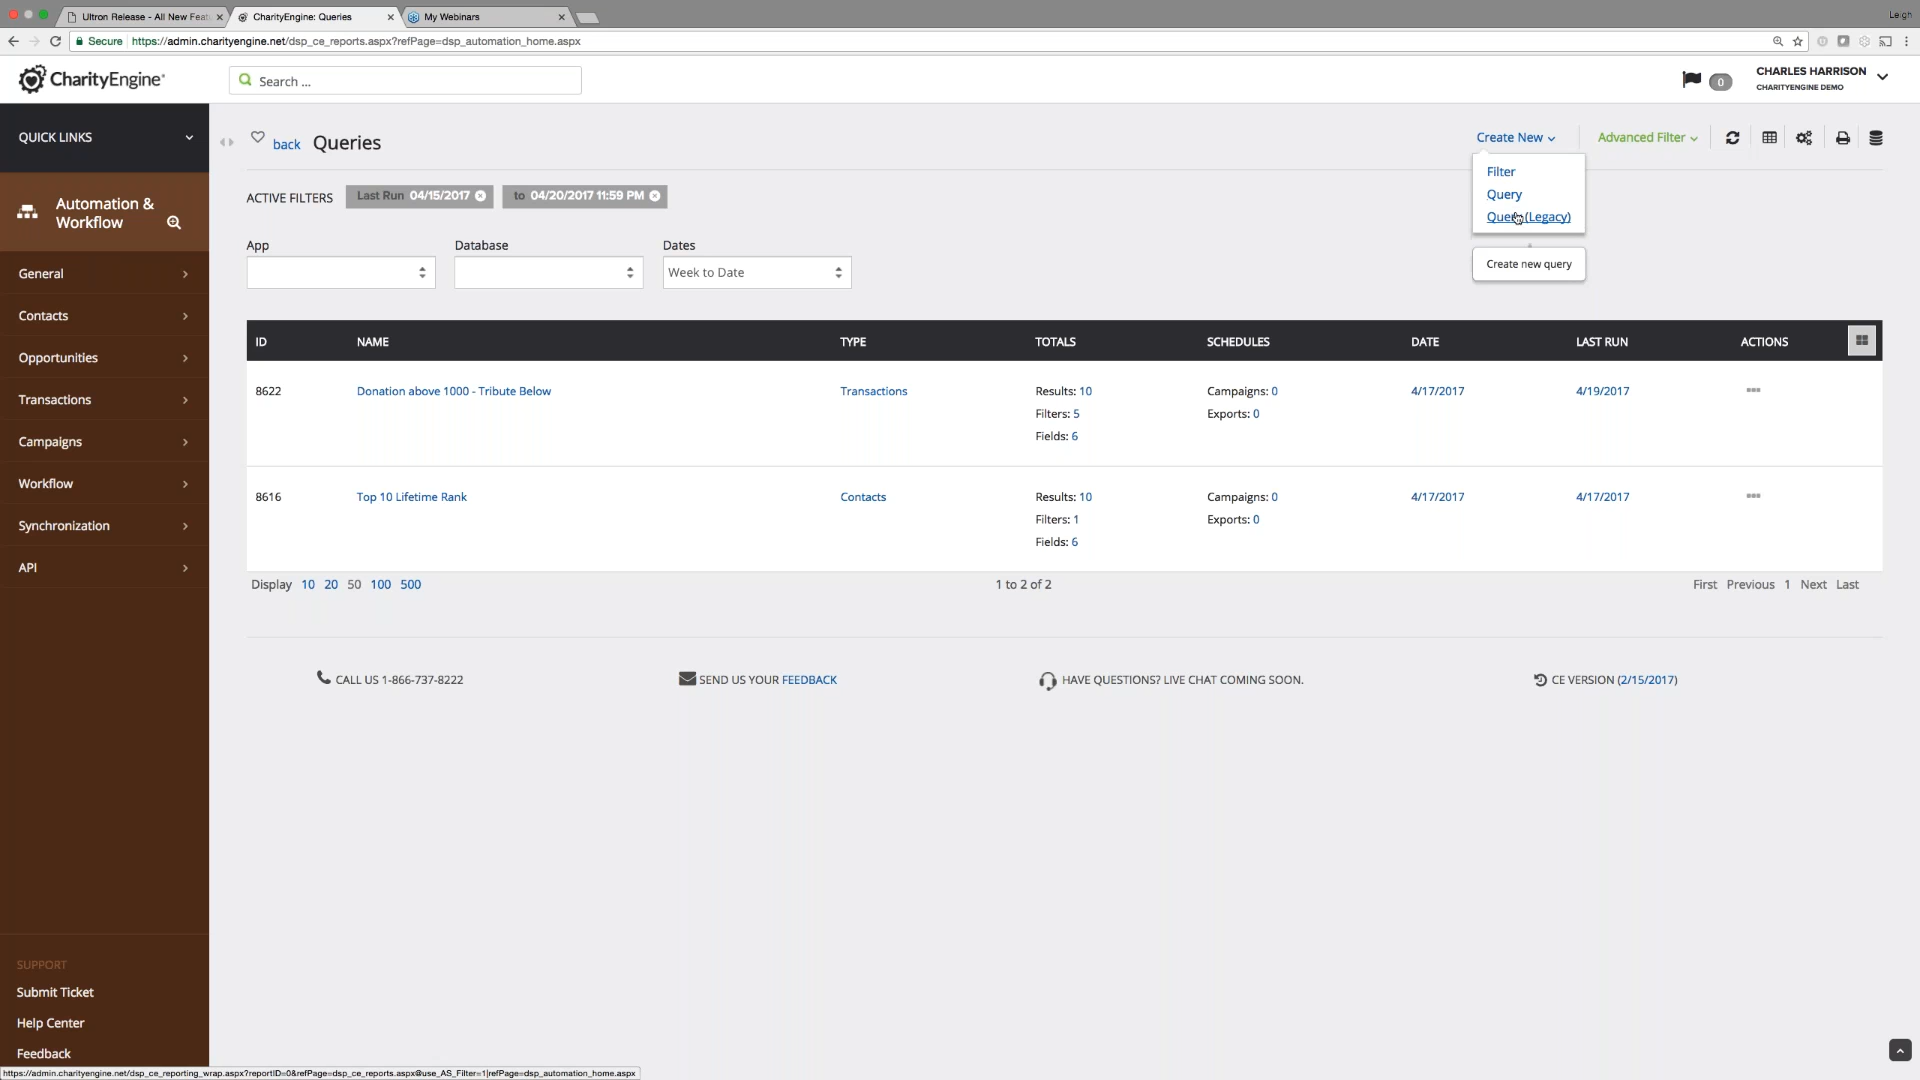 Ultron Release - All New Feat
CharityEngine: Queries
My Webinars
Leigh
Secure https://admin.charityengine.net/dsp_ce_reports.aspx?refPage=dsp_automation_home.aspx
CharityEngine
Search ...
0
CHARLES HARRISON
CHARITYENGINE DEMO
QUICK LINKS
back Queries
Create New
Advanced Filter
Filter
Query
Query (Legacy)
Create new query
Automation & Workflow
ACTIVE FILTERS Last Run 04/15/2017 to 04/20/2017 11:59 PM
App Database Dates
Week to Date
General
Contacts
Opportunities
Transactions
Campaigns
Workflow
Synchronization
API
ID NAME TYPE TOTALS SCHEDULES DATE LAST RUN ACTIONS
8622 Donation above 1000 - Tribute Below Transactions Results: 10 Campaigns: 0 4/17/2017 4/19/2017
Filters: 5 Exports: 0
Fields: 6
8616 Top 10 Lifetime Rank Contacts Results: 10 Campaigns: 0 4/17/2017 4/17/2017
Filters: 1 Exports: 0
Fields: 6
Display 10 20 50 100 500 1 to 2 of 2 First Previous 1 Next Last
CALL US 1-866-737-8222 SEND US YOUR FEEDBACK HAVE QUESTIONS? LIVE CHAT COMING SOON. CE VERSION (2/15/2017)
SUPPORT
Submit Ticket
Help Center
Feedback
https://admin.charityengine.net/dsp_ce_reporting_wrap.aspx?reportID=0&refPage=dsp_ce_reports.aspx@use_AS_Filter=1|refPage=dsp_automation_home.aspx